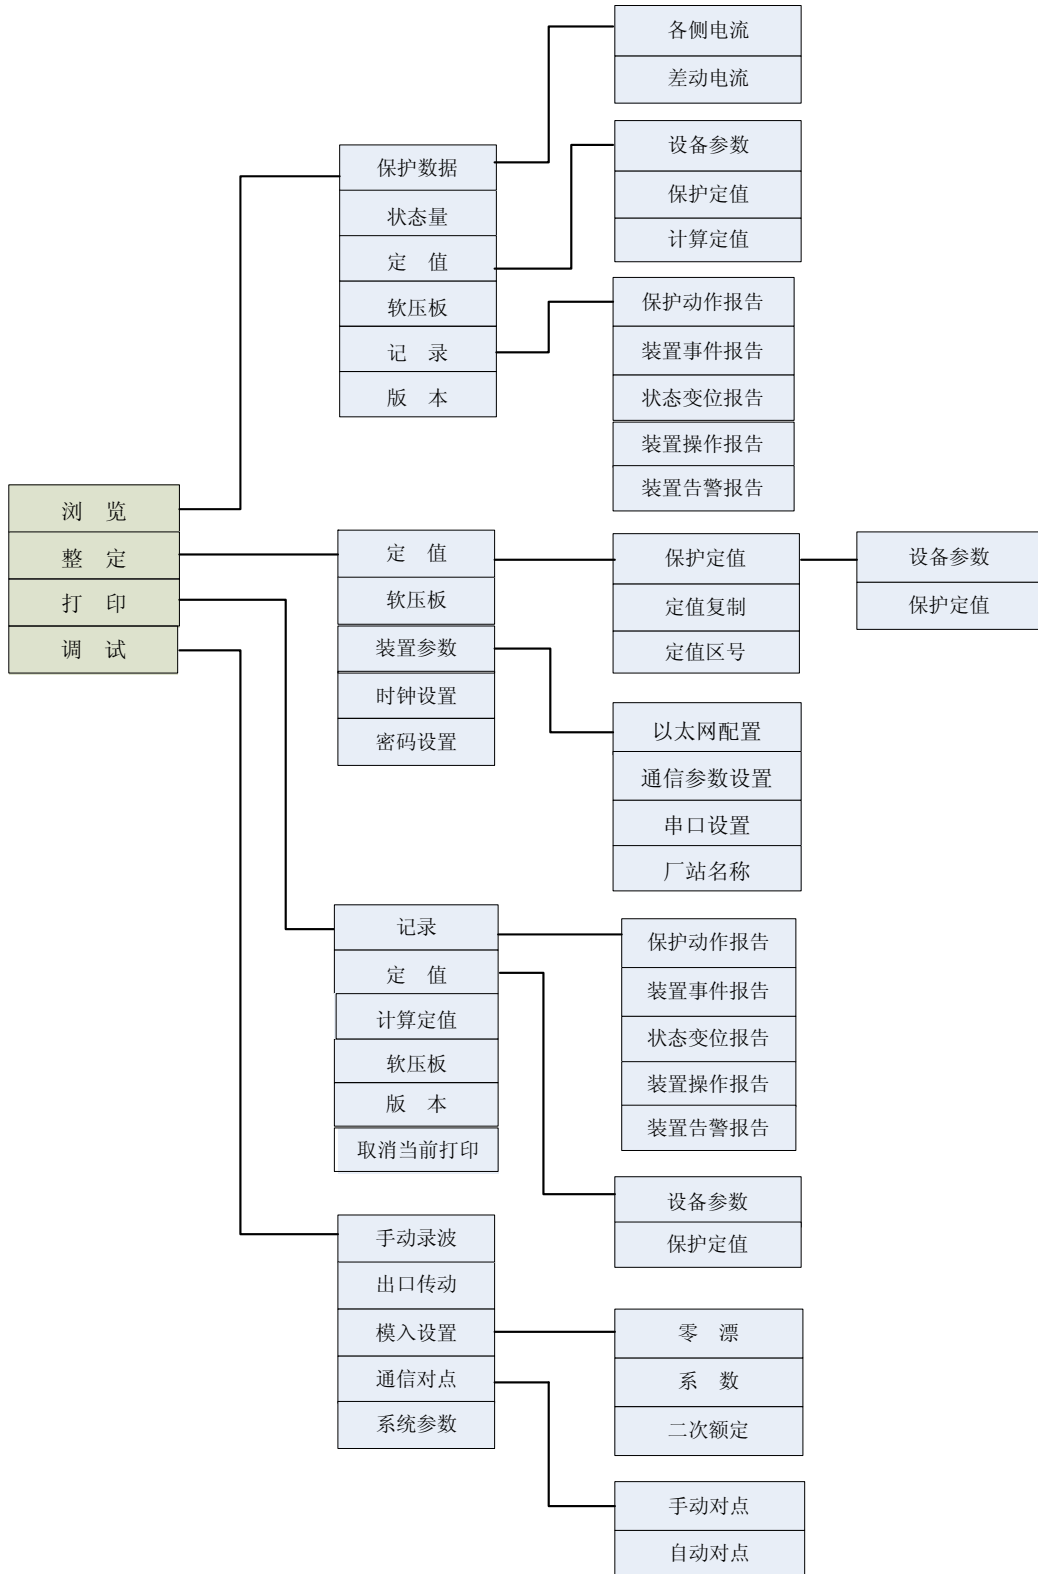 各侧电流
差动电流
保护数据
状态量
定 值
软压板
记 录
版 本
设备参数
保护定值
计算定值
保护动作报告
装置事件报告
状态变位报告
装置操作报告
装置告警报告
浏 览
整 定
打 印
调 试
定 值
软压板
装置参数
时钟设置
密码设置
保护定值
定值复制
定值区号
设备参数
保护定值
以太网配置
通信参数设置
串口设置
厂站名称
记录
定 值
计算定值
软压板
版 本
取消当前打印
保护动作报告
装置事件报告
状态变位报告
装置操作报告
装置告警报告
设备参数
保护定值
手动录波
出口传动
模入设置
通信对点
系统参数
零 漂
系 数
二次额定
手动对点
自动对点